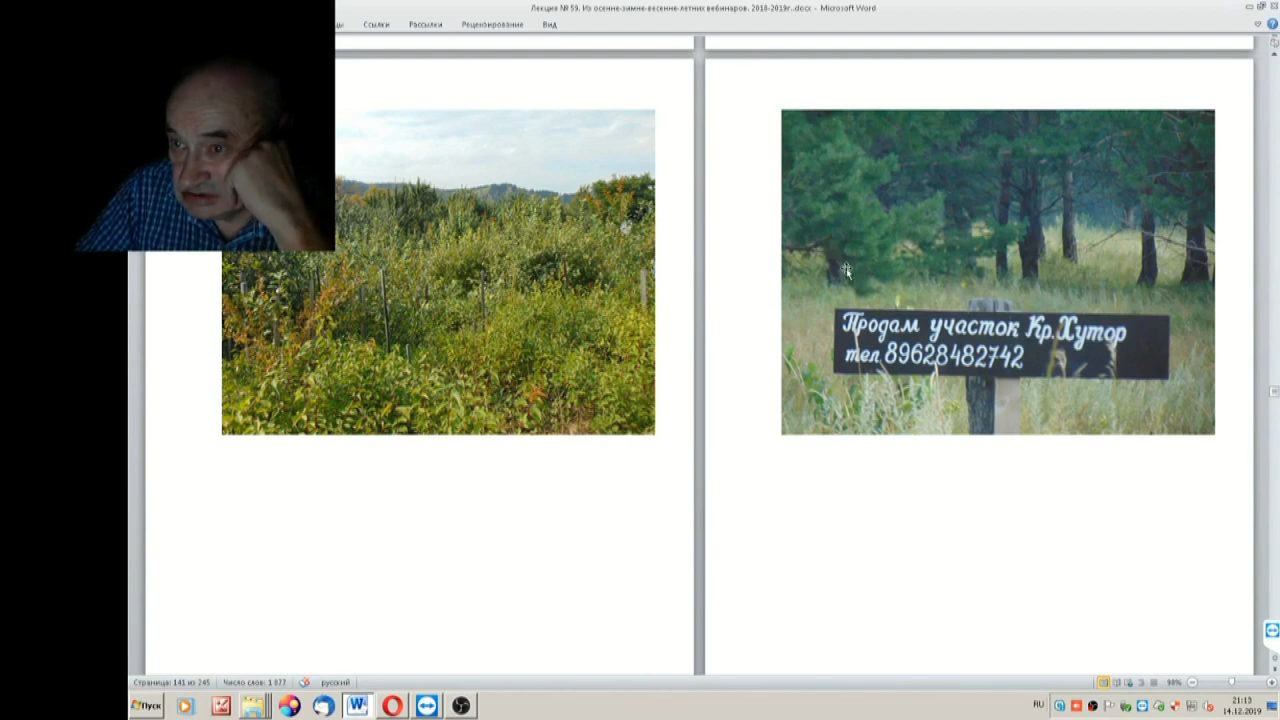 Лекция № 59. Из осенне-зимне-весенне-летних вебинаров. 2018-2019г..docx - Microsoft Word
Ссылки
Рассылки
Рецензирование
Вид
Продам участок Кр.Хутор
тел 89628482742
Страница: 141 из 245
Число слов: 1 877
русский
98%
Пуск
RU
21:13
14.12.2019